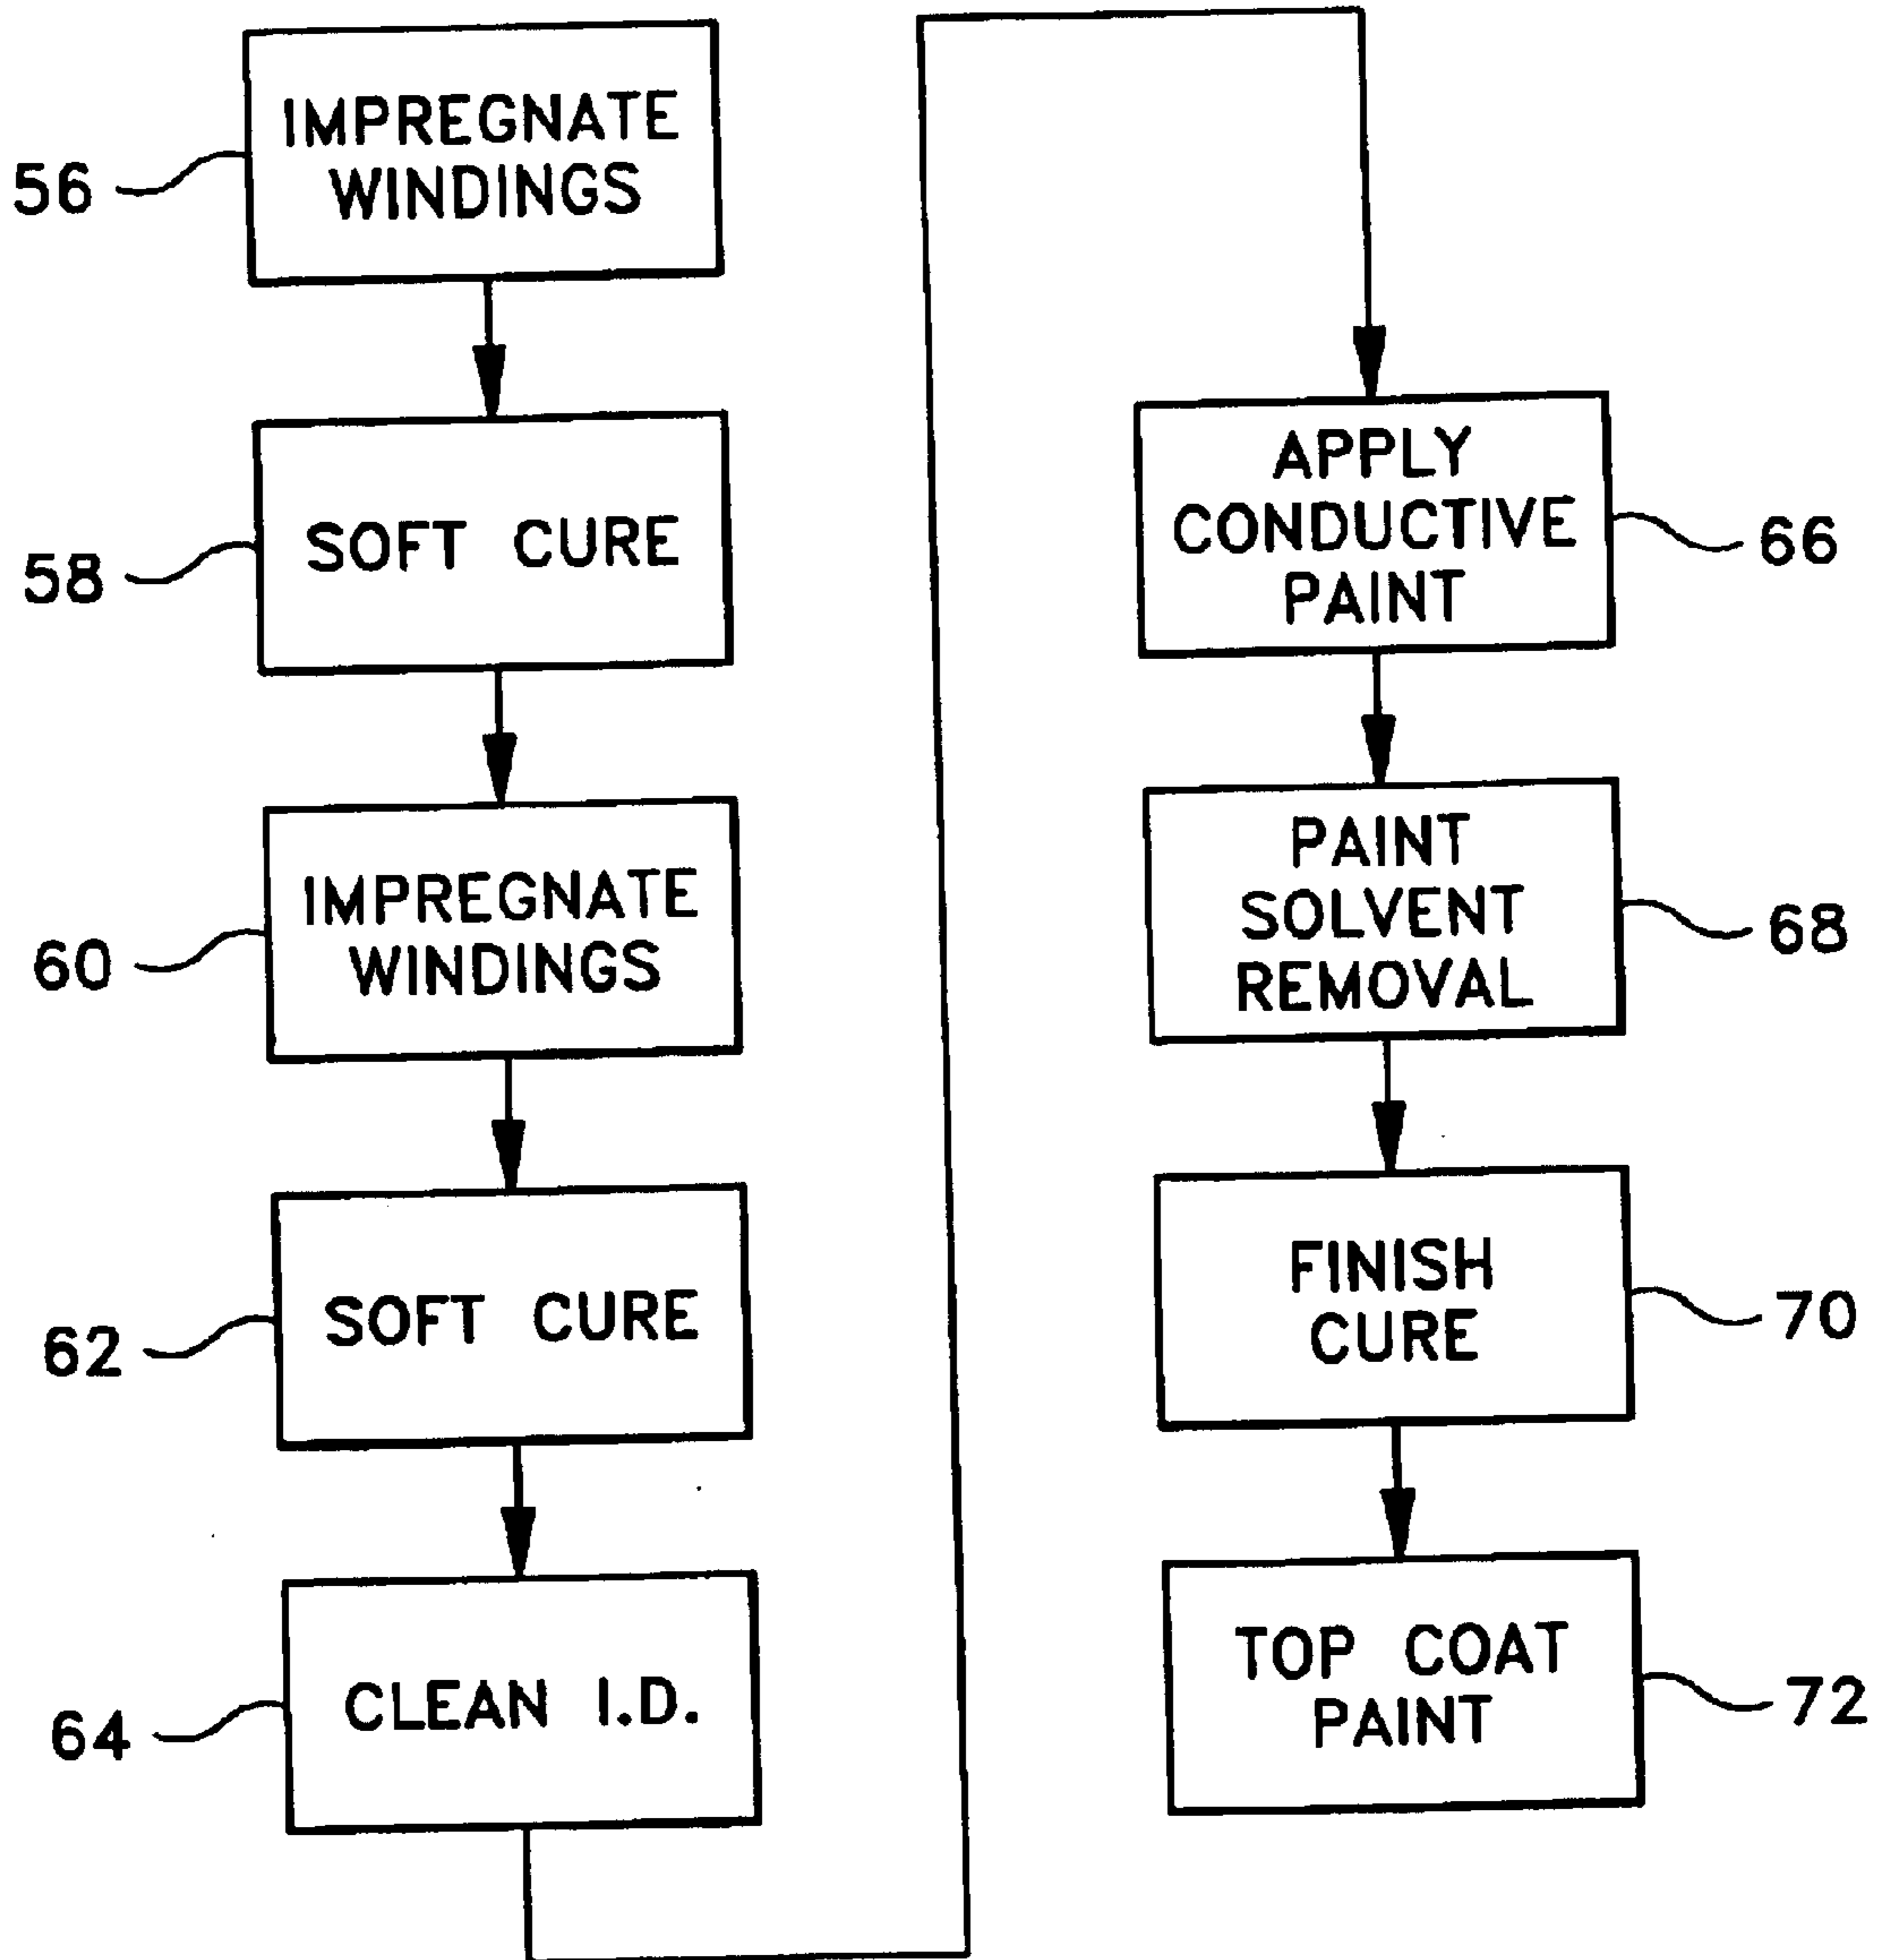 IMPREGNATE
WINDINGS
56
SOFT CURE
58
IMPREGNATE
WINDINGS
60
SOFT CURE
62
CLEAN I.D.
64
APPLY
CONDUCTIVE
PAINT
66
PAINT
SOLVENT
REMOVAL
68
FINISH
CURE
70
TOP COAT
PAINT
72